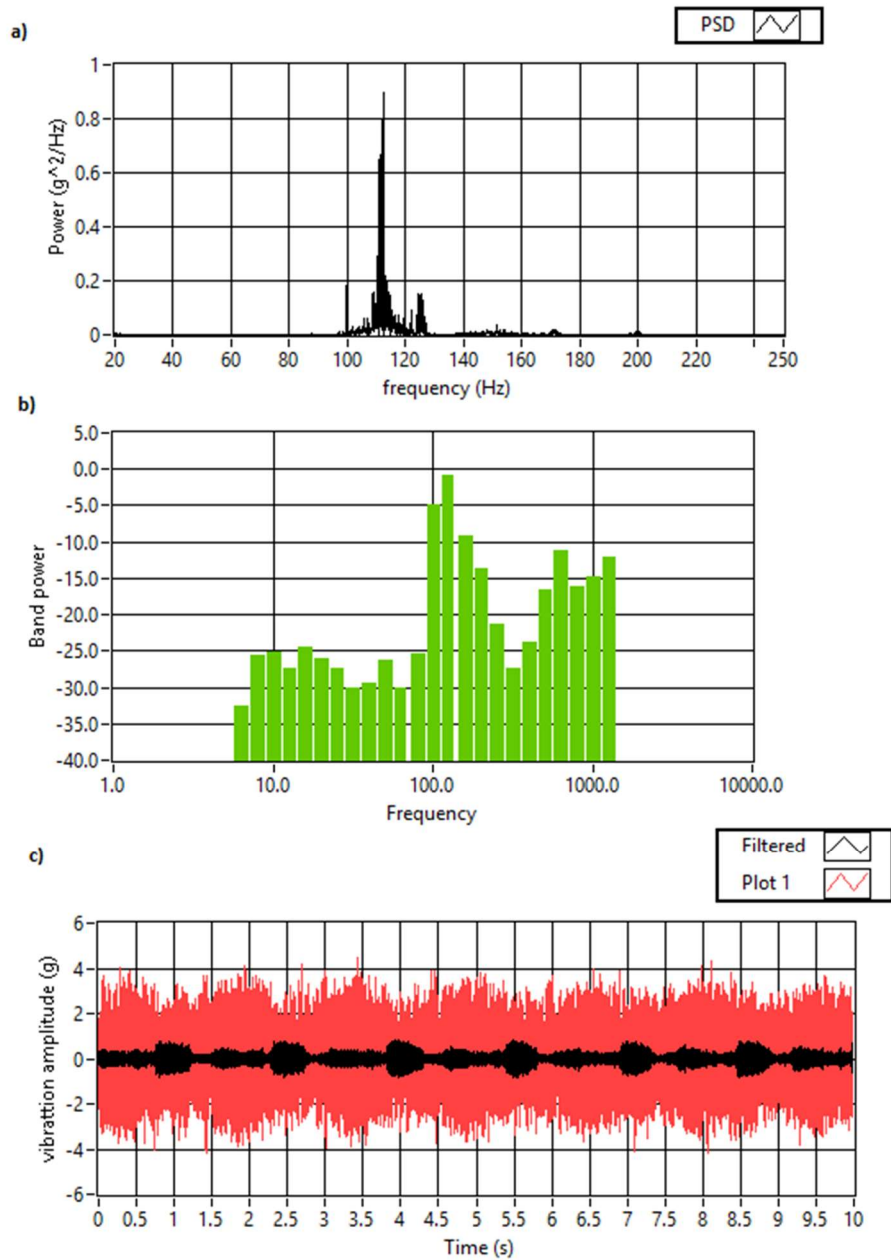 a)
PSD
1
0.8
0.6
0.4
0.2
0
Power (g^2/Hz)
20 40 60 80 100 120 140 160 180 200 220 250
frequency (Hz)
b)
5.0
0.0
-5.0
-10.0
-15.0
-20.0
-25.0
-30.0
-35.0
-40.0
Band power
1.0 10.0 100.0 1000.0 10000.0
Frequency
c)
Filtered
Plot 1
6
4
2
0
-2
-4
-6
vibrattion amplitude (g)
0 0.5 1 1.5 2 2.5 3 3.5 4 4.5 5 5.5 6 6.5 7 7.5 8 8.5 9 9.5 10
Time (s)